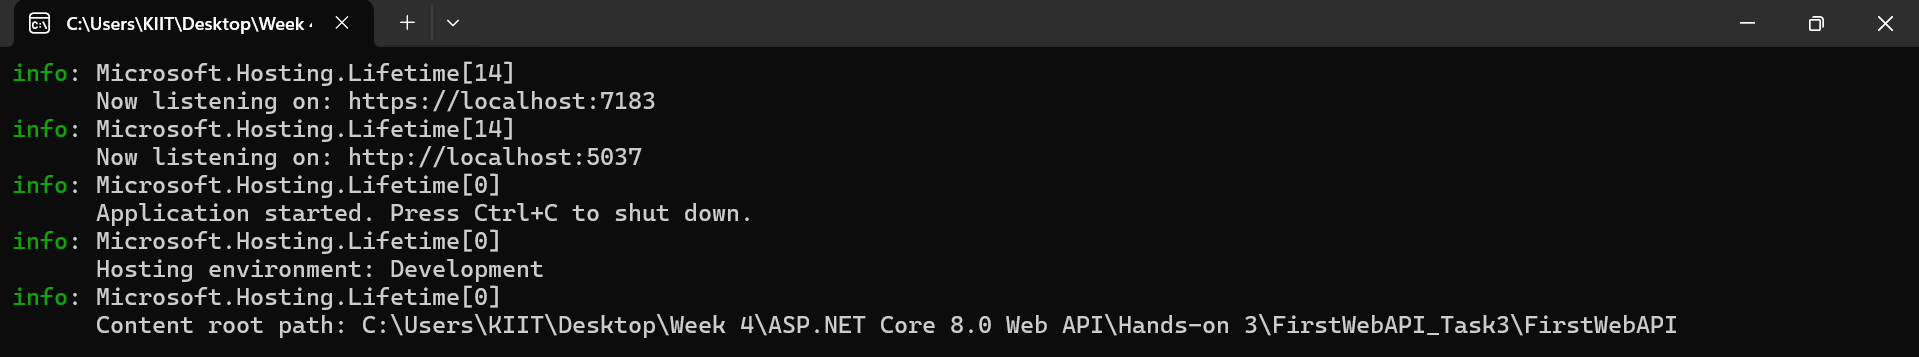 C:\Users\KIIT\Desktop\Week
info: Microsoft.Hosting.Lifetime[14]
Now listening on: https://localhost:7183
info: Microsoft.Hosting.Lifetime[14]
Now listening on: http://localhost:5037
info: Microsoft.Hosting.Lifetime[0]
Application started. Press Ctrl+C to shut down.
info: Microsoft.Hosting.Lifetime[0]
Hosting environment: Development
info: Microsoft.Hosting.Lifetime[0]
Content root path: C:\Users\KIIT\Desktop\Week 4\ASP.NET Core 8.0 Web API\Hands-on 3\FirstWebAPI_Task3\FirstWebAPI